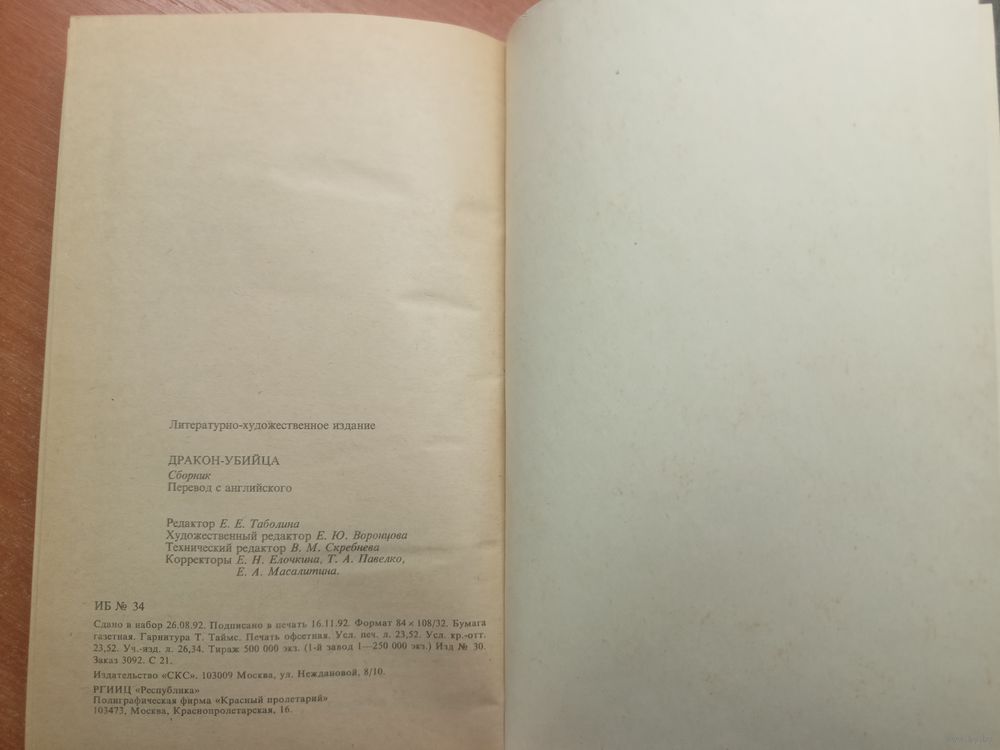 Литературно-художественное издание
ДРАКОН-УБИЙЦА
Сборник
Перевод с английского
Редактор Е. Е. Таболина
Художественный редактор Е. Ю. Воронцова
Технический редактор В. М. Скребнева
Корректоры Е. Н. Елочкина, Т. А. Павелко,
Е. А. Масалитина.
ИБ № 34
Сдано в набор 26.08.92. Подписано в печать 16.11.92. Формат 84 × 108/32. Бумага
газетная. Гарнитура Т. Таймс. Печать офсетная. Усл. печ. л. 23,52. Усл. кр.-отт.
23,52. Уч.-изд. л. 26,34. Тираж 500 000 экз. (1-й завод 1—250 000 экз.) Изд № 30.
Заказ 3092. С 21.
Издательство «СКС». 103009 Москва, ул. Неждановой, 8/10.
РГИИЦ «Республика»
Полиграфическая фирма «Красный пролетарий»
103473, Москва, Краснопролетарская, 16.